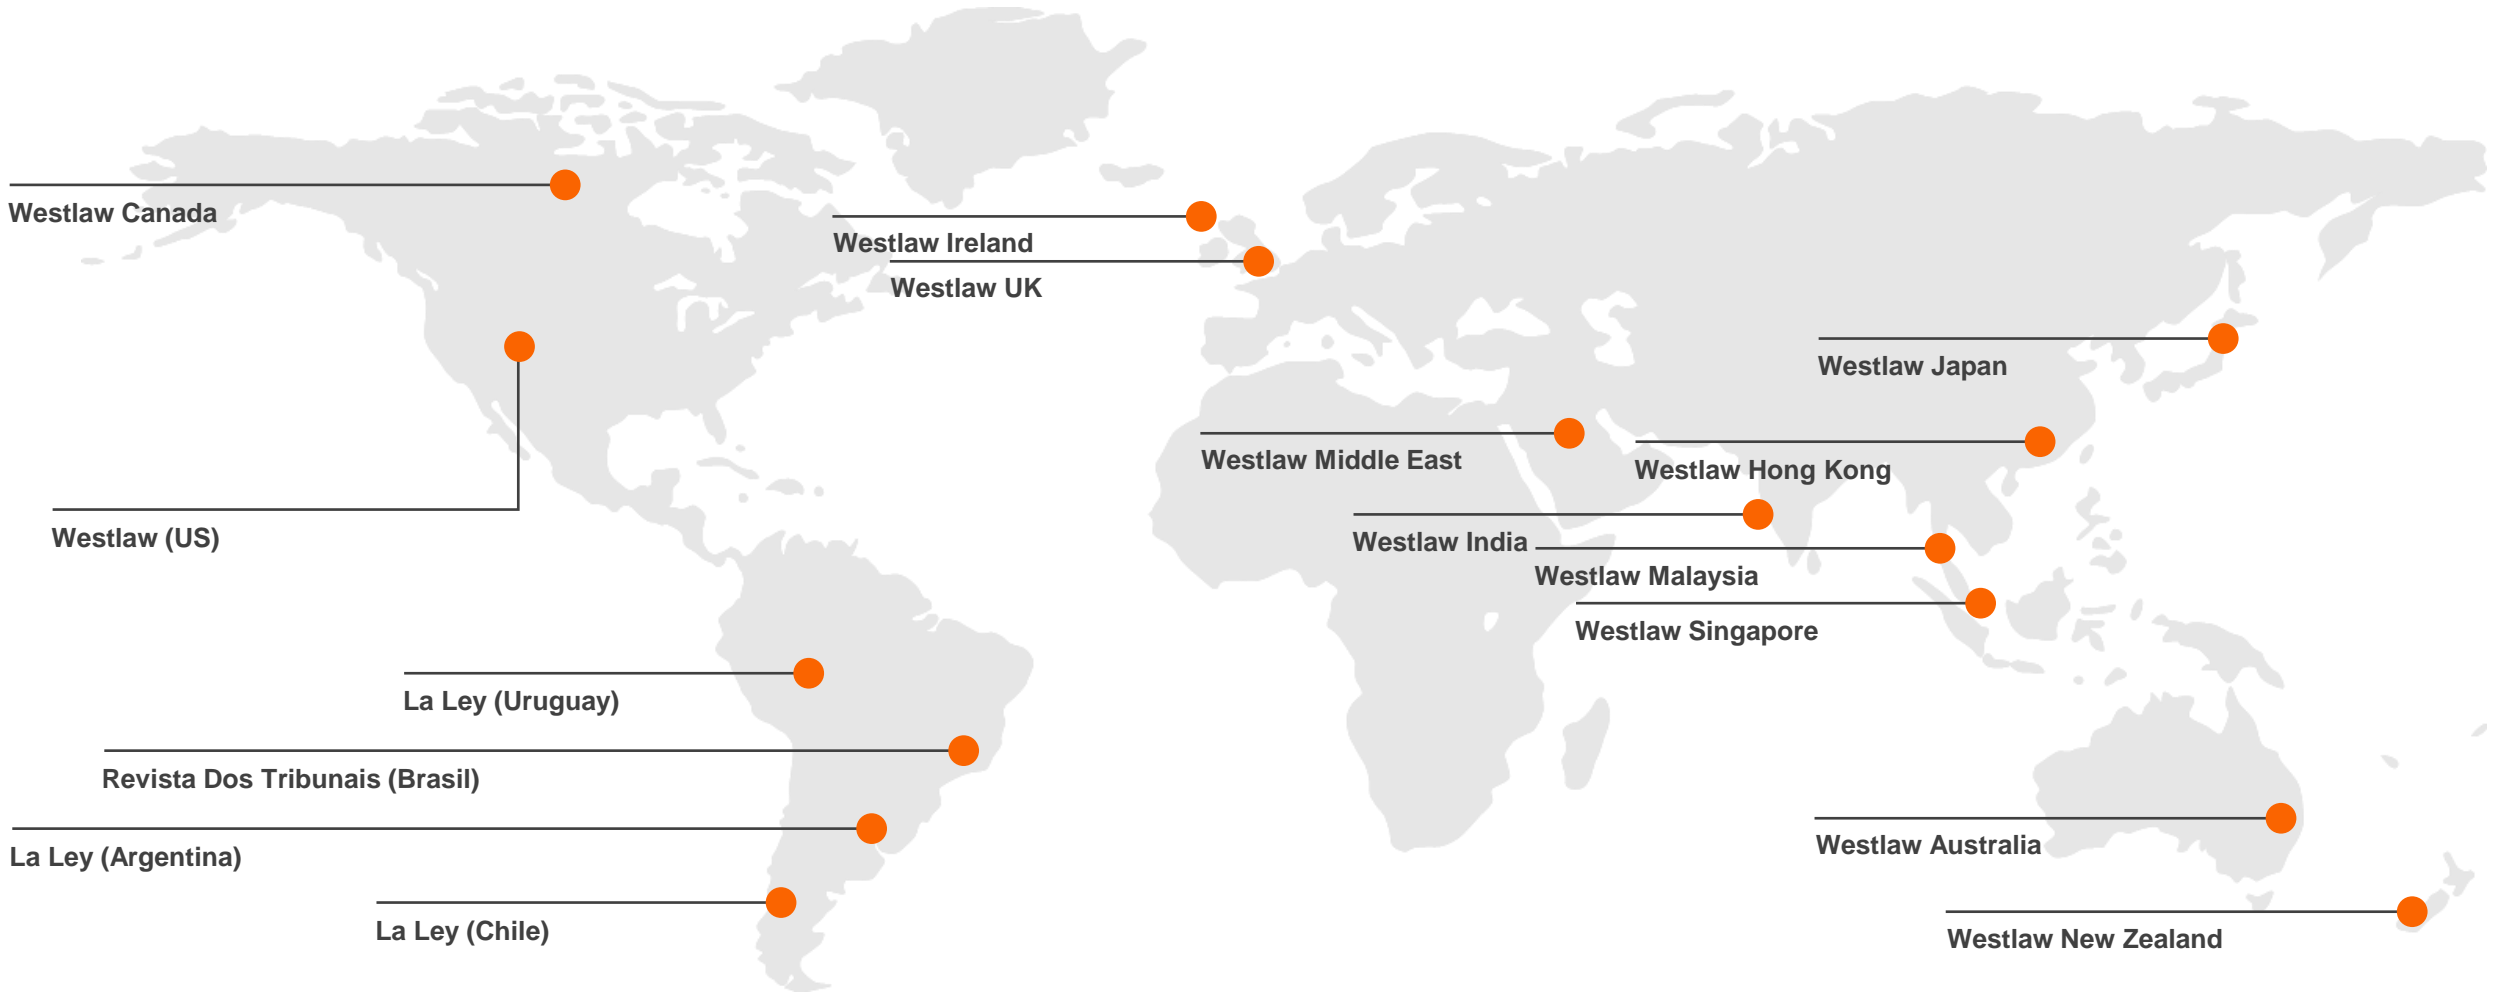 Westlaw Canada
Westlaw Ireland
Westlaw UK
Westlaw Japan
Westlaw Middle East
Westlaw Hong Kong
Westlaw (US)
Westlaw India
Westlaw Malaysia
Westlaw Singapore
La Ley (Uruguay)
Revista Dos Tribunais (Brasil)
La Ley (Argentina)
Westlaw Australia
La Ley (Chile)
Westlaw New Zealand